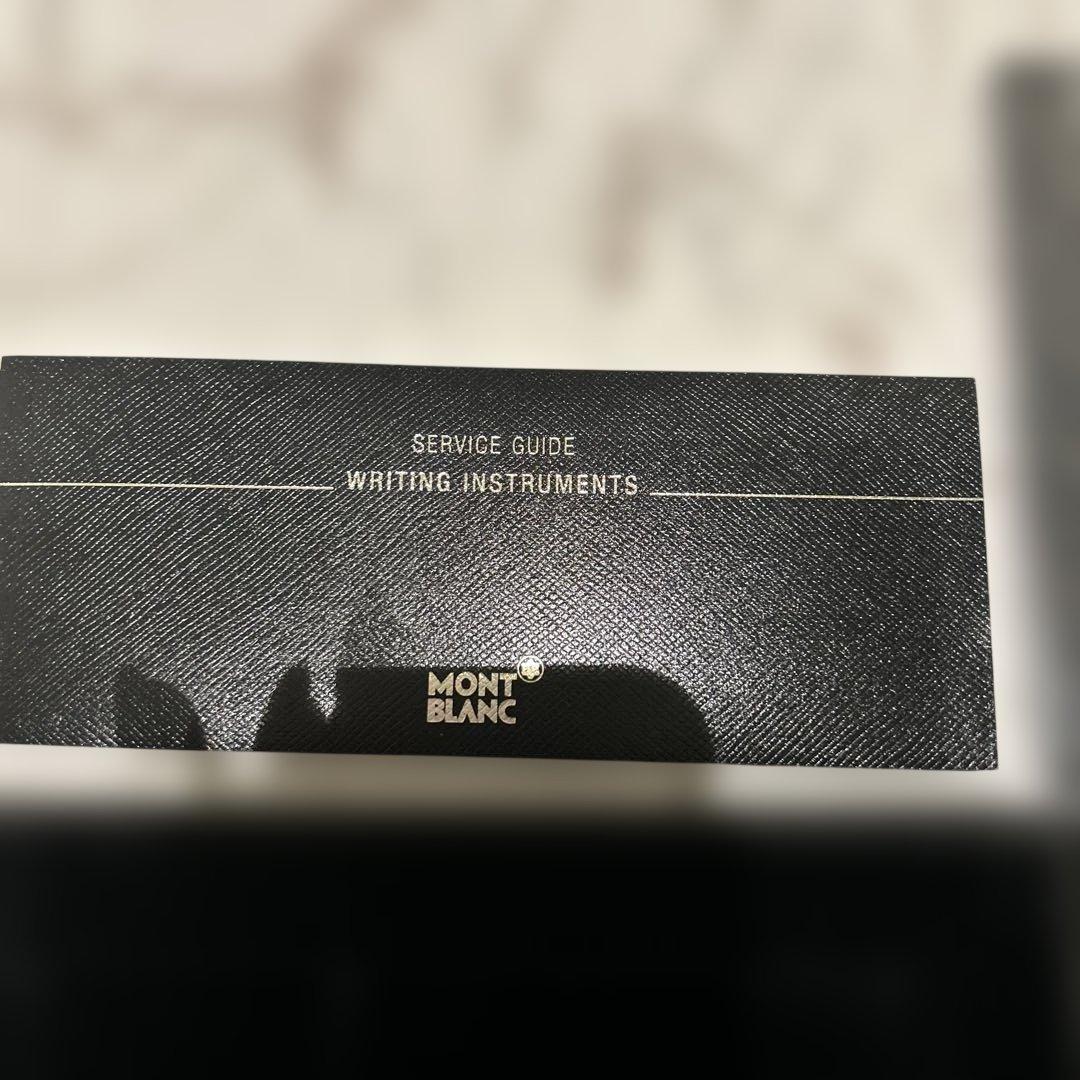 SERVICE GUIDE
WRITING INSTRUMENTS
MONT
BLANC